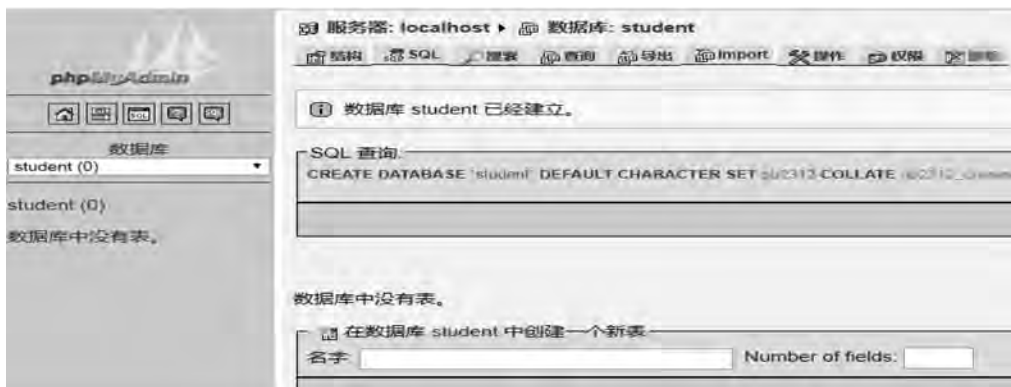 phpMyAdmin
数据库
student (0)
student (0)
数据库中没有表。
服务器: localhost ▸ 数据库: student
结构 SQL 搜索 查询 导出 Import 操作 权限
数据库 student 已经建立。
SQL 查询:
CREATE DATABASE `student` DEFAULT CHARACTER SET gb2312 COLLATE
数据库中没有表。
在数据库 student 中创建一个新表
名字: Number of fields: